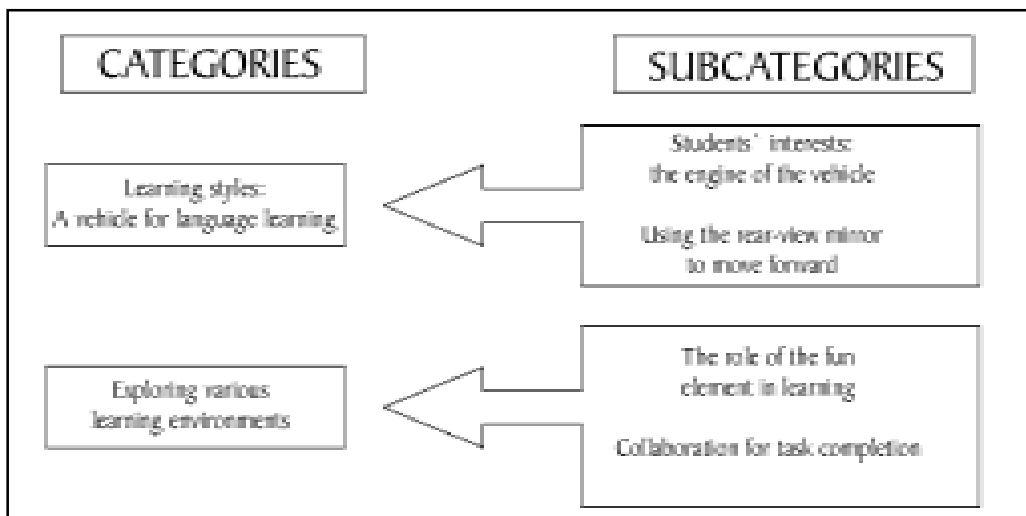 CATEGORIES
SUBCATEGORIES
Learning styles:
A vehicle for language learning
Students` interests:
the engine of the vehicle
Using the rear-view mirror
to move forward
Exploring various
learning environments
The role of the fun
element in learning
Collaboration for task completion